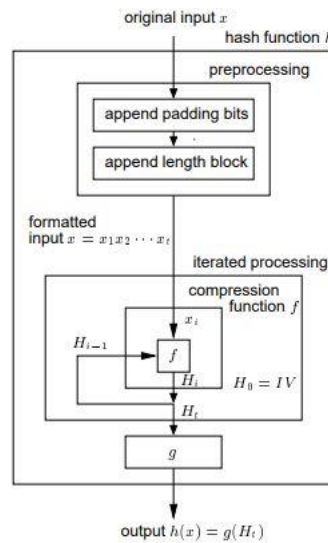 original input x
hash function h
preprocessing
append padding bits
append length block
formatted
input x = x₁x₂ ⋯ xₜ
iterated processing
compression
function f
xᵢ
Hᵢ₋₁
f
Hᵢ
H₀ = IV
Hₜ
g
output h(x) = g(Hₜ)